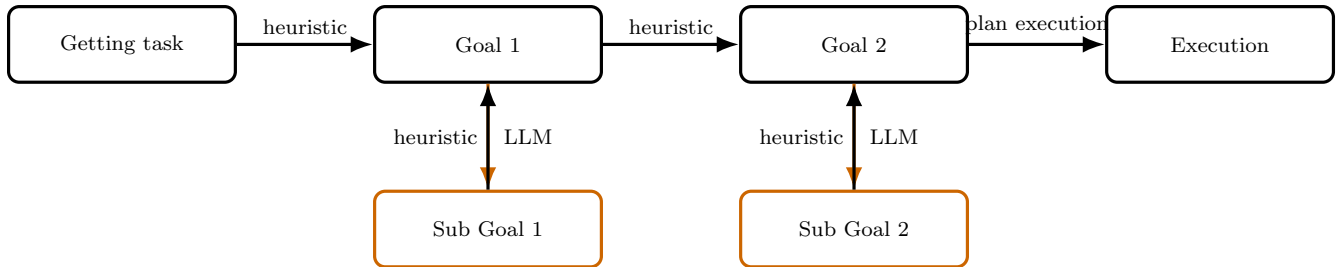 Getting task
heuristic
Goal 1
heuristic
Goal 2
plan execution
Execution
heuristic
LLM
heuristic
LLM
Sub Goal 1
Sub Goal 2